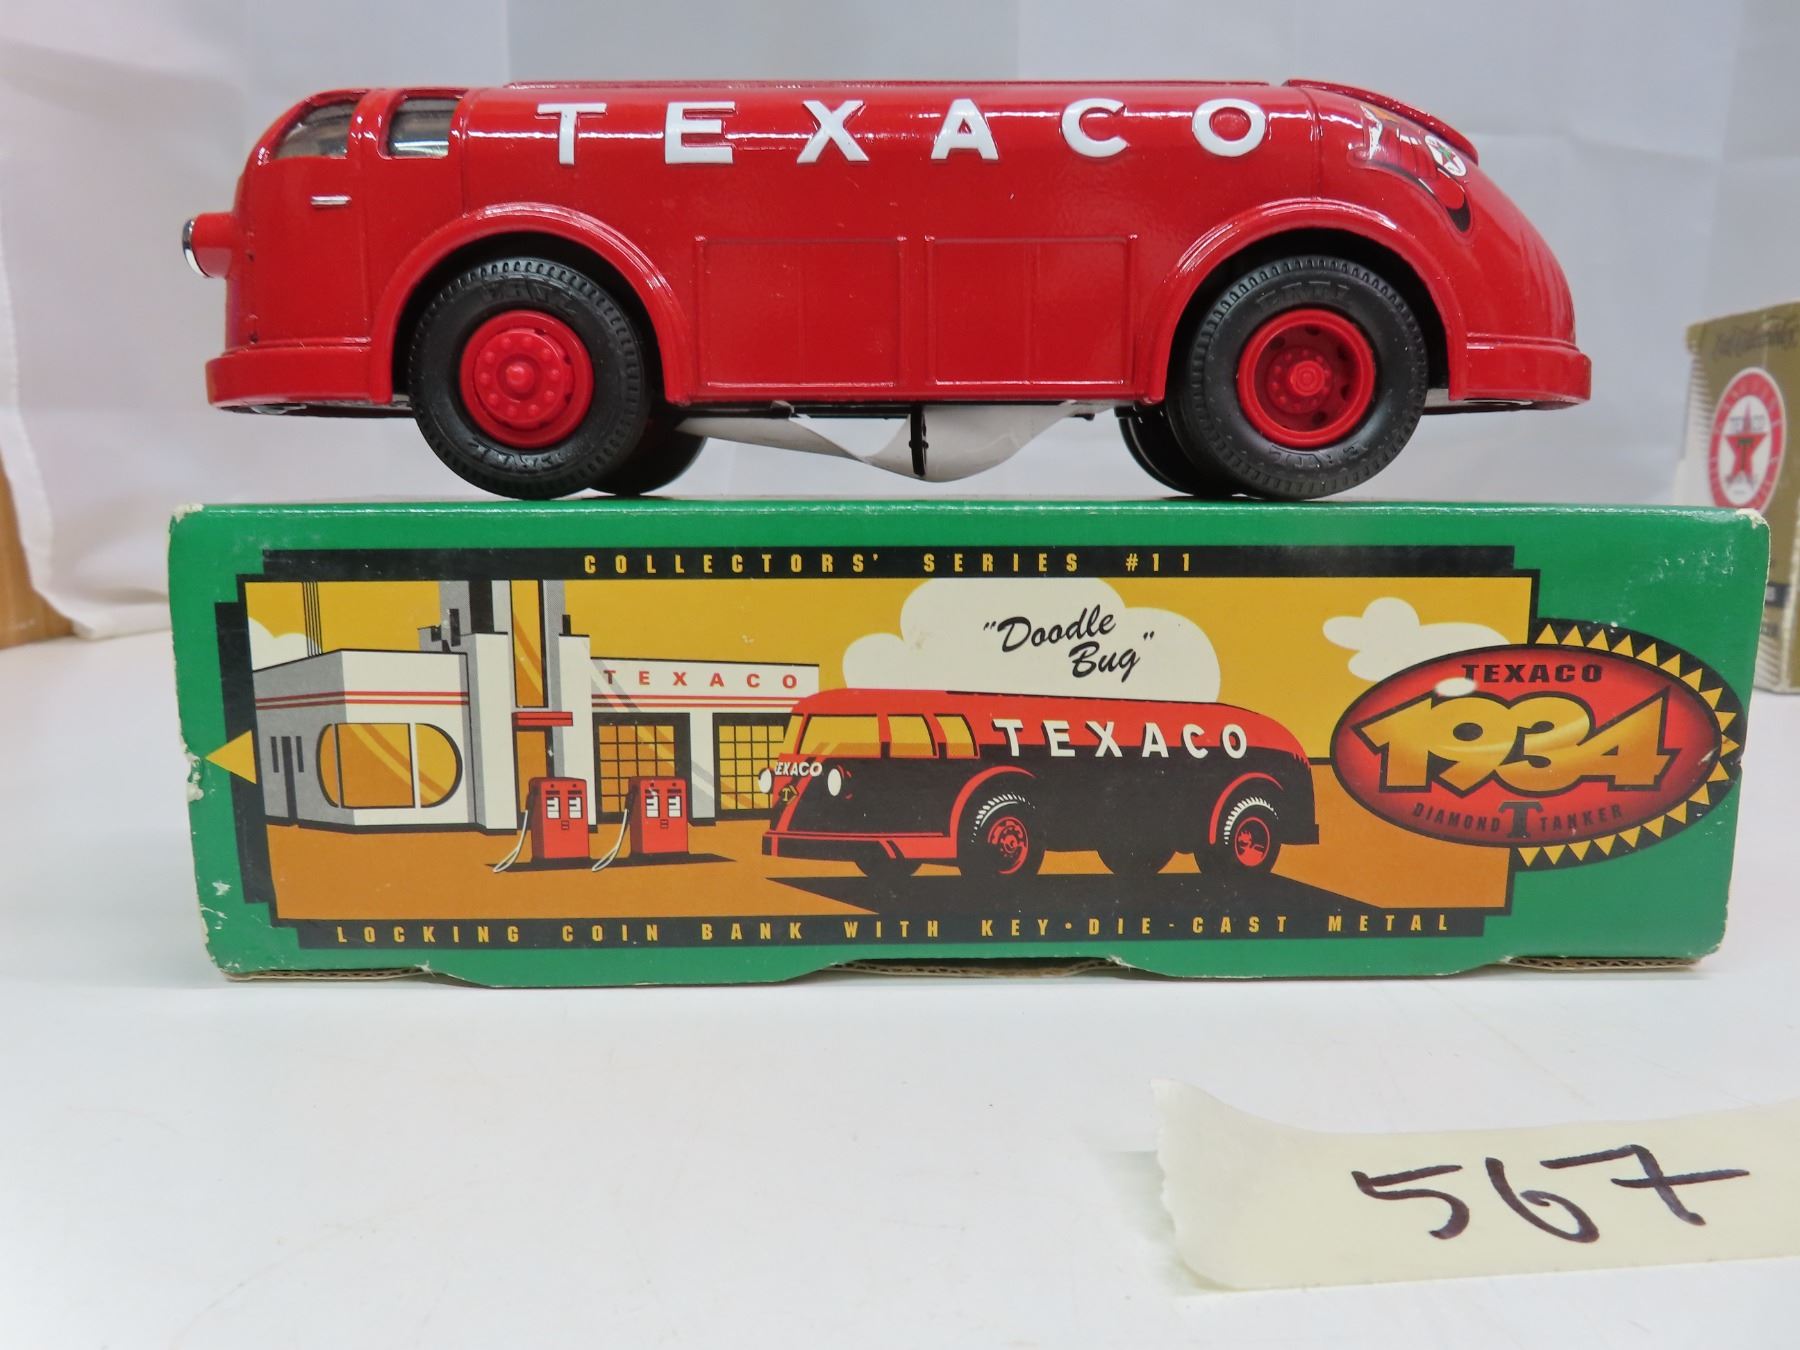 TEXACO
COLLECTORS' SERIES #11
"Doodle
Bug"
TEXACO
TEXACO
TEXACO
1934
DIAMOND T TANKER
LOCKING COIN BANK WITH KEY • DIE-CAST METAL
567